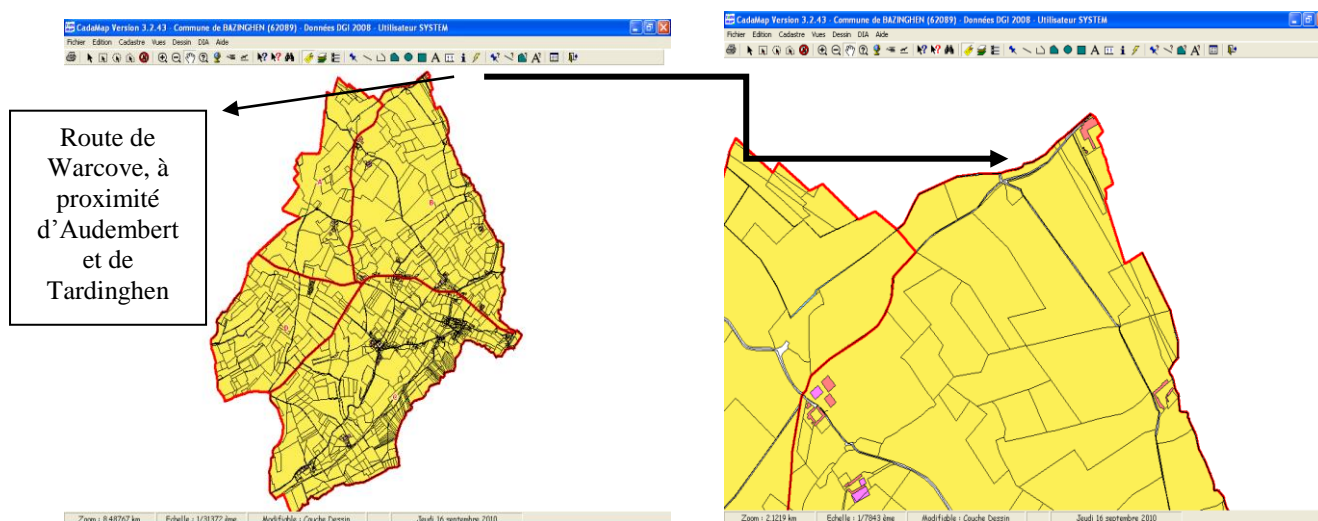 CadaMap Version 3.2.43 - Commune de BAZINGHEN (62089) - Données DGI 2008 - Utilisateur SYSTEM
Fichier Edition Cadastre Vues Dessin DIA Aide
Route de
Warcove, à
proximité
d’Audembert
et de
Tardinghen
A
B
D
C
Zoom : 8.48767 km Echelle : 1/31372 ème Modifiable : Couche Dessin Jeudi 16 septembre 2010
CadaMap Version 3.2.43 - Commune de BAZINGHEN (62089) - Données DGI 2008 - Utilisateur SYSTEM
Fichier Edition Cadastre Vues Dessin DIA Aide
Zoom : 2.1219 km Echelle : 1/7843 ème Modifiable : Couche Dessin Jeudi 16 septembre 2010